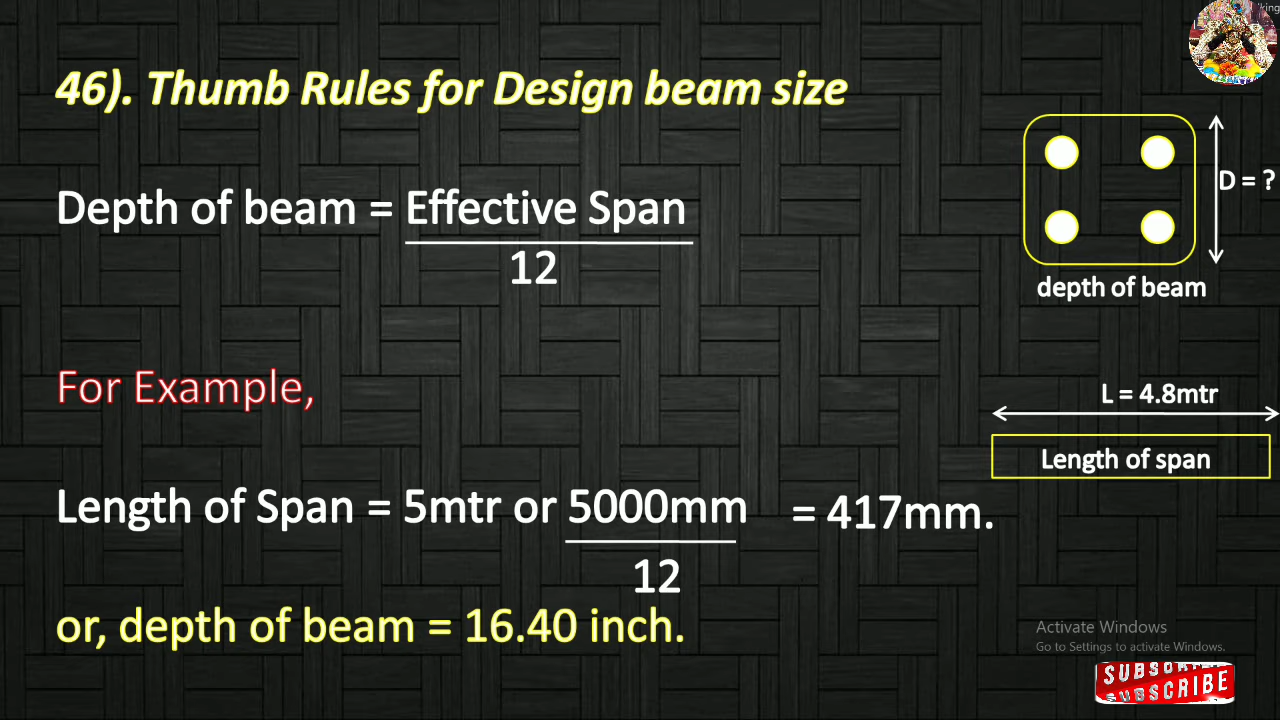 46). Thumb Rules for Design beam size
Depth of beam = Effective Span
12
D = ?
depth of beam
For Example,
L = 4.8mtr
Length of span
Length of Span = 5mtr or 5000mm = 417mm.
12
or, depth of beam = 16.40 inch.
Activate Windows
Go to Settings to activate Windows.
SUBSCRIBE